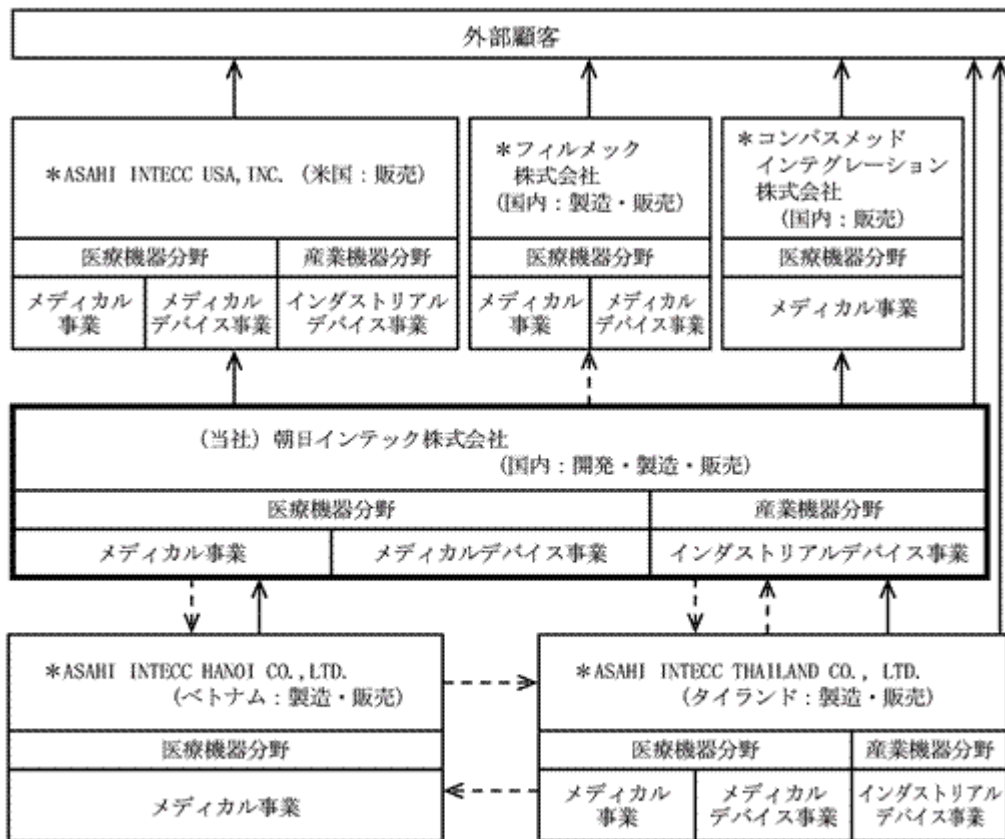 外部顧客
＊ASAHI INTECC USA,INC.（米国：販売）
医療機器分野
産業機器分野
メディカル
事業
メディカル
デバイス事業
インダストリアル
デバイス事業
＊フィルメック
株式会社
（国内：製造・販売）
医療機器分野
メディカル
事業
メディカル
デバイス事業
＊コンパスメッド
インテグレーション
株式会社
（国内：販売）
医療機器分野
メディカル事業
（当社）朝日インテック株式会社
（国内：開発・製造・販売）
医療機器分野
産業機器分野
メディカル事業
メディカルデバイス事業
インダストリアルデバイス事業
＊ASAHI INTECC HANOI CO.,LTD.
（ベトナム：製造・販売）
医療機器分野
メディカル事業
＊ASAHI INTECC THAILAND CO., LTD.
（タイランド：製造・販売）
医療機器分野
産業機器分野
メディカル
事業
メディカル
デバイス事業
インダストリアル
デバイス事業